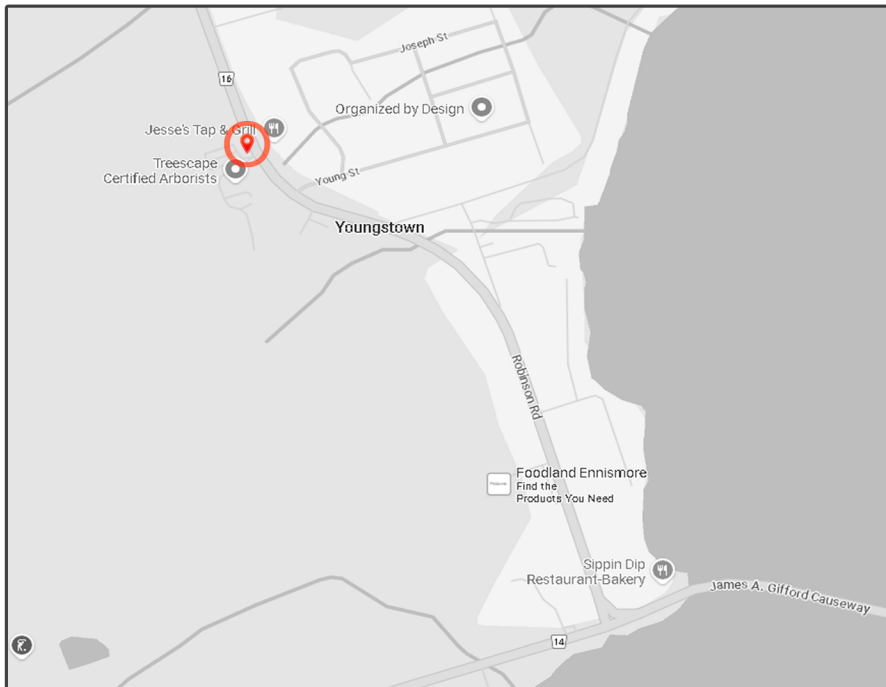 Joseph St
16
Organized by Design
Jesse's Tap & Grill
Treescape
Certified Arborists
Young St
Youngstown
Robinson Rd
Foodland Ennismore
Find the
Products You Need
Sippin Dip
Restaurant-Bakery
James A. Gifford Causeway
14